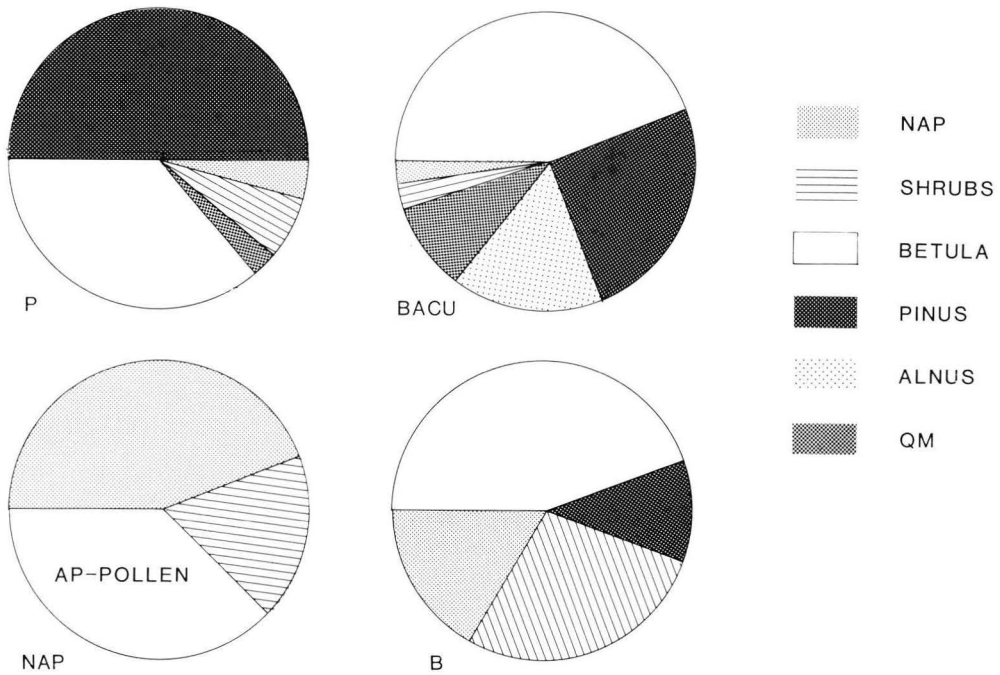 P
BACU
AP-POLLEN
NAP
B
NAP
SHRUBS
BETULA
PINUS
ALNUS
QM